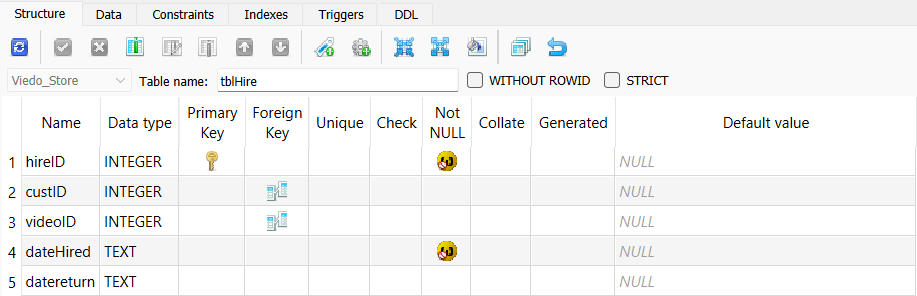 Structure Data Constraints Indexes Triggers DDL
Viedo_Store Table name: tblHire WITHOUT ROWID STRICT
Name Data type Primary Key Foreign Key Unique Check Not NULL Collate Generated Default value
1 hireID INTEGER NULL
2 custID INTEGER NULL
3 videoID INTEGER NULL
4 dateHired TEXT NULL
5 datereturn TEXT NULL